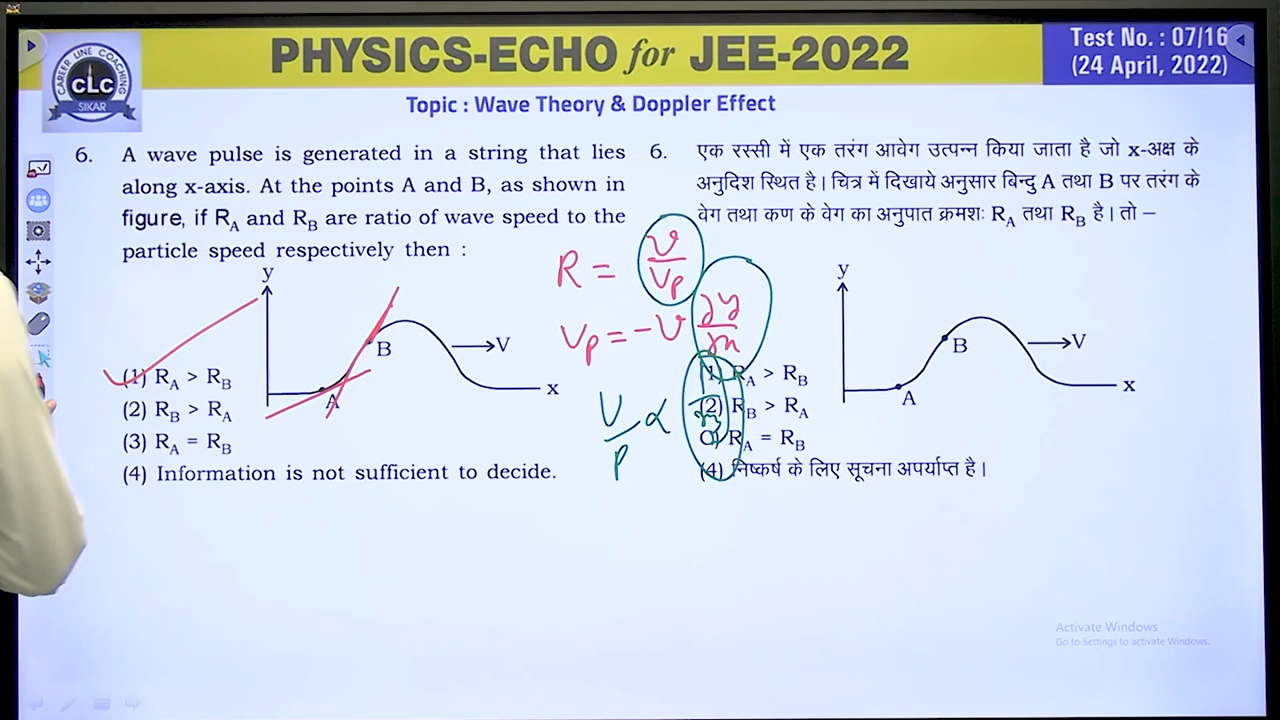 PHYSICS-ECHO for JEE-2022
Test No. : 07/16
(24 April, 2022)
CAREER LINE COACHING
CLC
SIKAR
Topic : Wave Theory & Doppler Effect
6. A wave pulse is generated in a string that lies
along x-axis. At the points A and B, as shown in
figure, if R_A and R_B are ratio of wave speed to the
particle speed respectively then :
y
B
V
A
x
(1) R_A > R_B
(2) R_B > R_A
(3) R_A = R_B
(4) Information is not sufficient to decide.
R = v/v_p
v_p = -v ∂y/∂x
V/p ∝
6. एक रस्सी में एक तरंग आवेग उत्पन्न किया जाता है जो x-अक्ष के
अनुदिश स्थित है। चित्र में दिखाये अनुसार बिन्दु A तथा B पर तरंग के
वेग तथा कण के वेग का अनुपात क्रमशः R_A तथा R_B है। तो –
y
B
V
A
x
(1) R_A > R_B
(2) R_B > R_A
R_A = R_B
(4) निष्कर्ष के लिए सूचना अपर्याप्त है।
Activate Windows
Go to Settings to activate Windows.